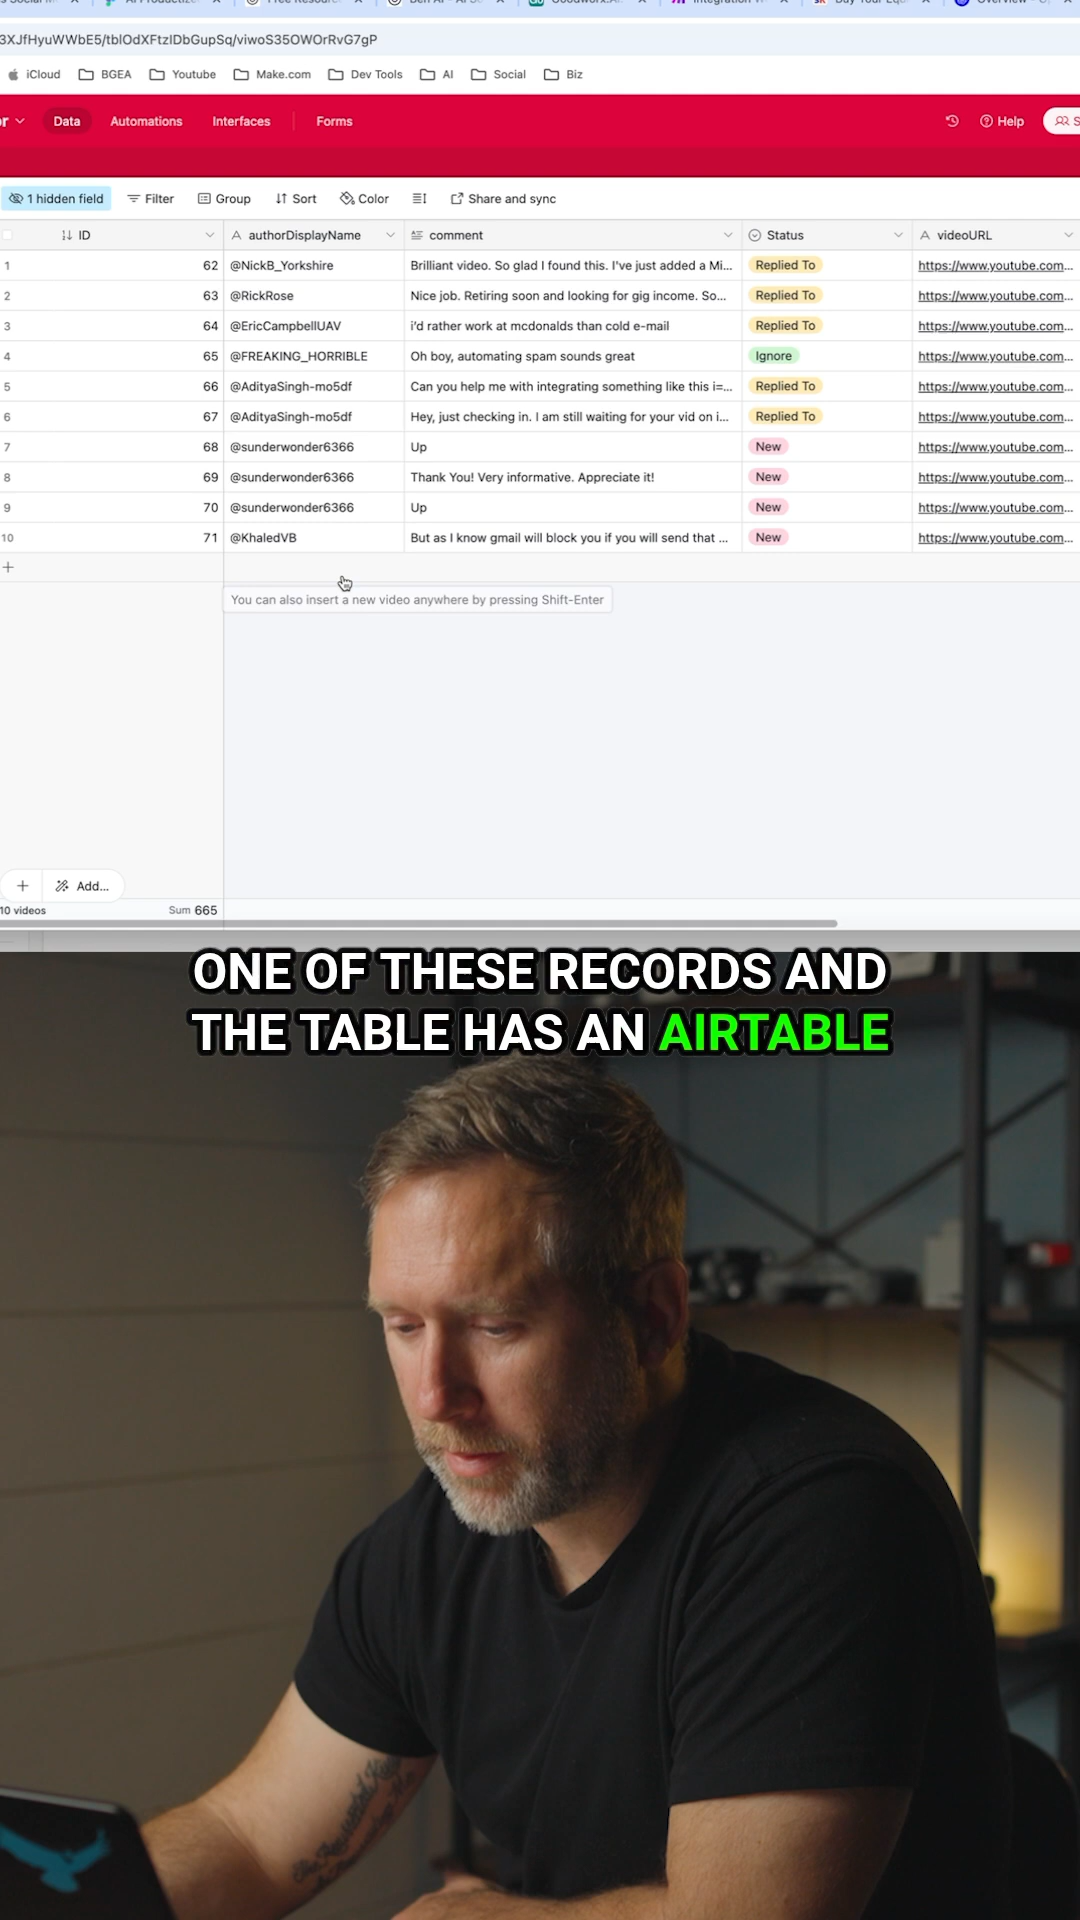 3XJfHyuWWbE5/tblOdXFtzIDbGupSq/viwoS35OWOrRvG7gP
iCloud BGEA Youtube Make.com Dev Tools AI Social Biz
Data Automations Interfaces Forms Help
1 hidden field Filter Group Sort Color Share and sync
ID authorDisplayName comment Status videoURL
1 62 @NickB_Yorkshire Brilliant video. So glad I found this. I've just added a Mi... Replied To https://www.youtube.com...
2 63 @RickRose Nice job. Retiring soon and looking for gig income. So... Replied To https://www.youtube.com...
3 64 @EricCampbellUAV i'd rather work at mcdonalds than cold e-mail Replied To https://www.youtube.com...
4 65 @FREAKING_HORRIBLE Oh boy, automating spam sounds great Ignore https://www.youtube.com...
5 66 @AdityaSingh-mo5df Can you help me with integrating something like this i=... Replied To https://www.youtube.com...
6 67 @AdityaSingh-mo5df Hey, just checking in. I am still waiting for your vid on i... Replied To https://www.youtube.com...
7 68 @sunderwonder6366 Up New https://www.youtube.com...
8 69 @sunderwonder6366 Thank You! Very informative. Appreciate it! New https://www.youtube.com...
9 70 @sunderwonder6366 Up New https://www.youtube.com...
10 71 @KhaledVB But as I know gmail will block you if you will send that ... New https://www.youtube.com...
+
You can also insert a new video anywhere by pressing Shift-Enter
+ Add...
10 videos Sum 665
ONE OF THESE RECORDS AND
THE TABLE HAS AN AIRTABLE